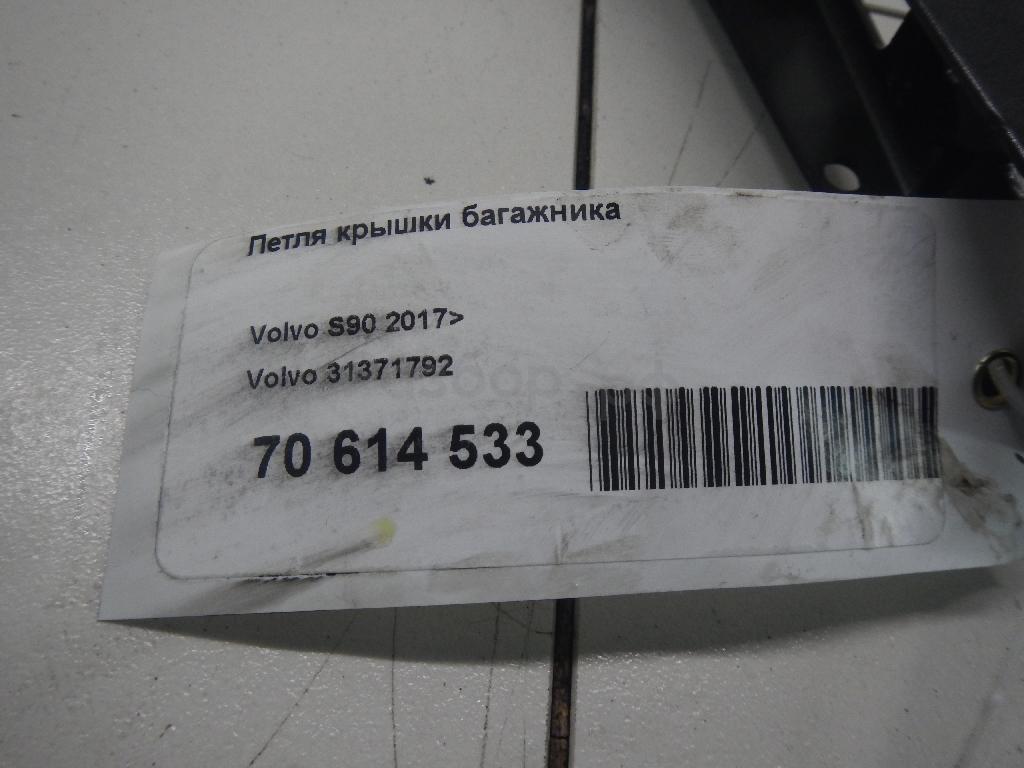 Петля крышки багажника
Volvo S90 2017>
Volvo 31371792
70 614 533